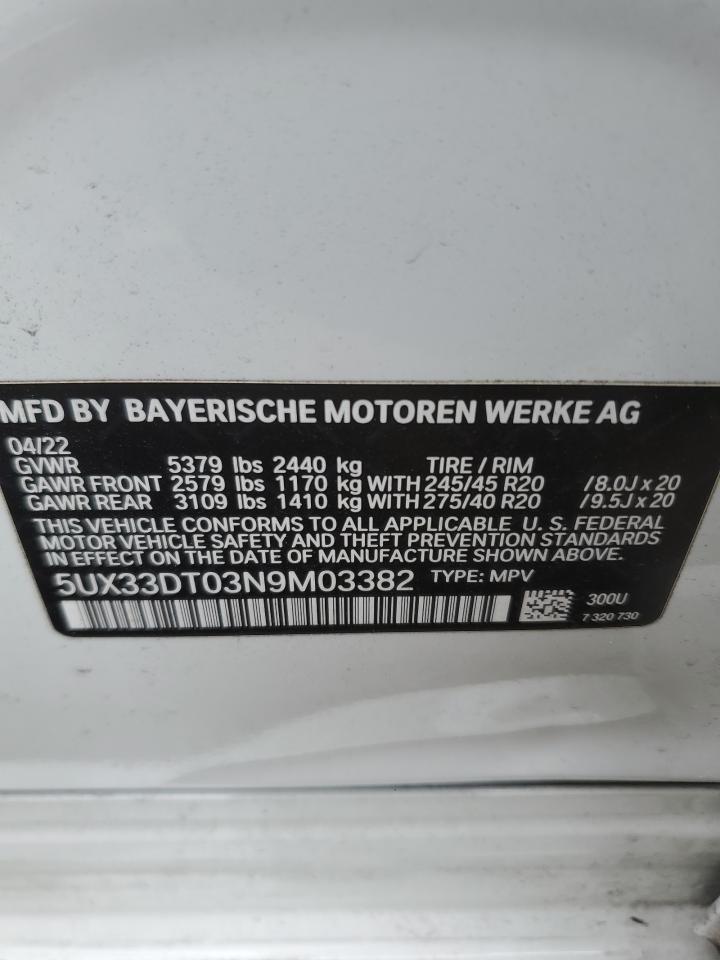 MFD BY BAYERISCHE MOTOREN WERKE AG
04/22
GVWR 5379 lbs 2440 kg TIRE / RIM
GAWR FRONT 2579 lbs 1170 kg WITH 245/45 R20 /8.0J x 20
GAWR REAR 3109 lbs 1410 kg WITH 275/40 R20 /9.5J x 20
THIS VEHICLE CONFORMS TO ALL APPLICABLE U. S. FEDERAL
MOTOR VEHICLE SAFETY AND THEFT PREVENTION STANDARDS
IN EFFECT ON THE DATE OF MANUFACTURE SHOWN ABOVE.
5UX33DT03N9M03382 TYPE: MPV
300U
7 320 730